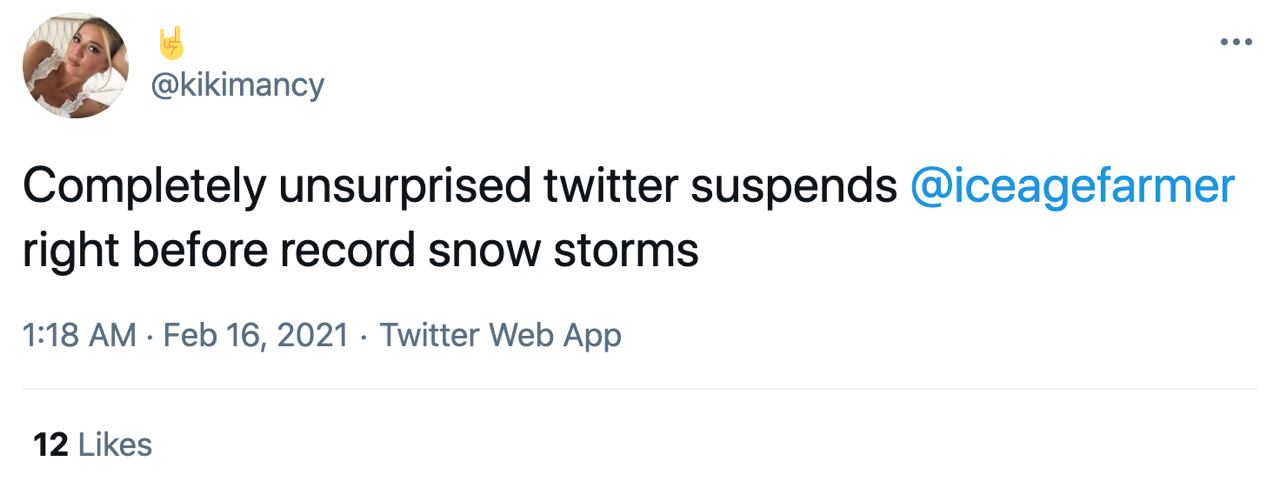 🤘
@kikimancy
Completely unsurprised twitter suspends @iceagefarmer
right before record snow storms
1:18 AM · Feb 16, 2021 · Twitter Web App
12 Likes